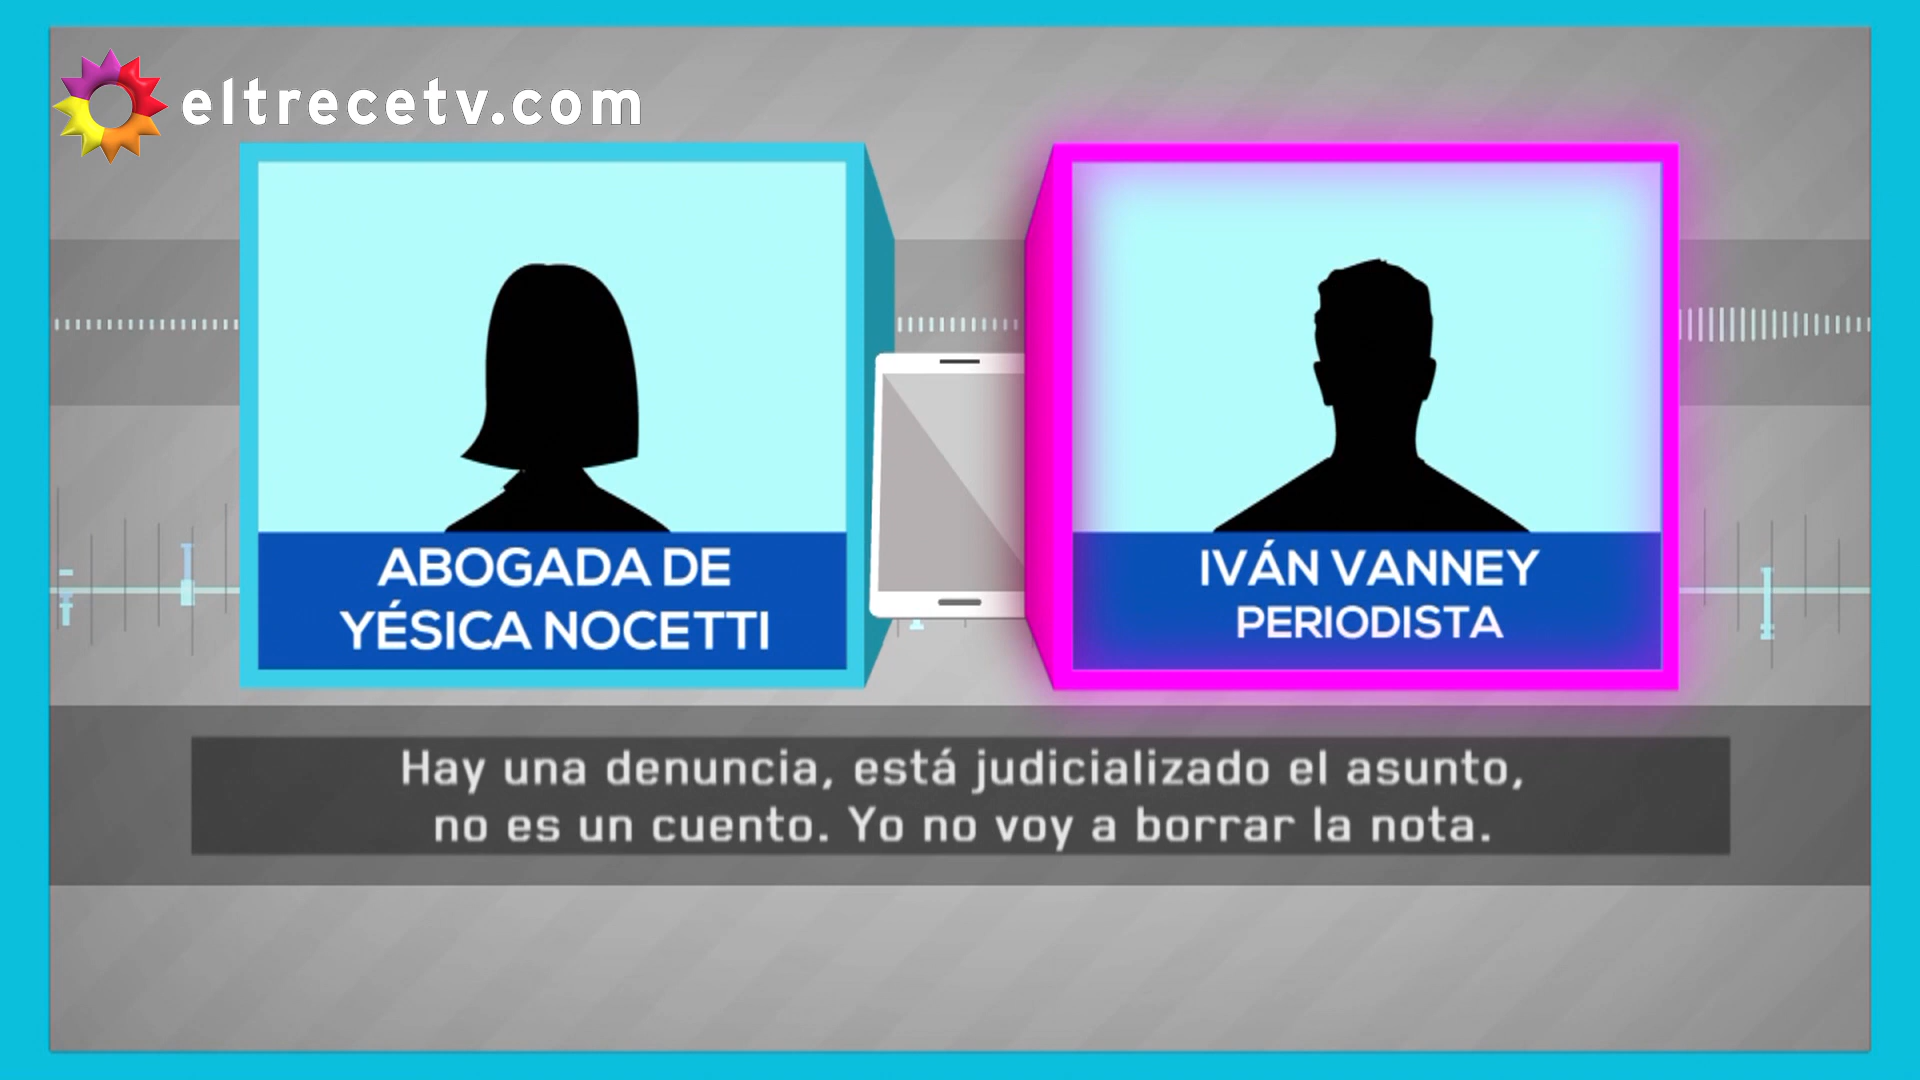 eltrecetv.com
ABOGADA DE
YÉSICA NOCETTI
IVÁN VANNEY
PERIODISTA
Hay una denuncia, está judicializado el asunto,
no es un cuento. Yo no voy a borrar la nota.